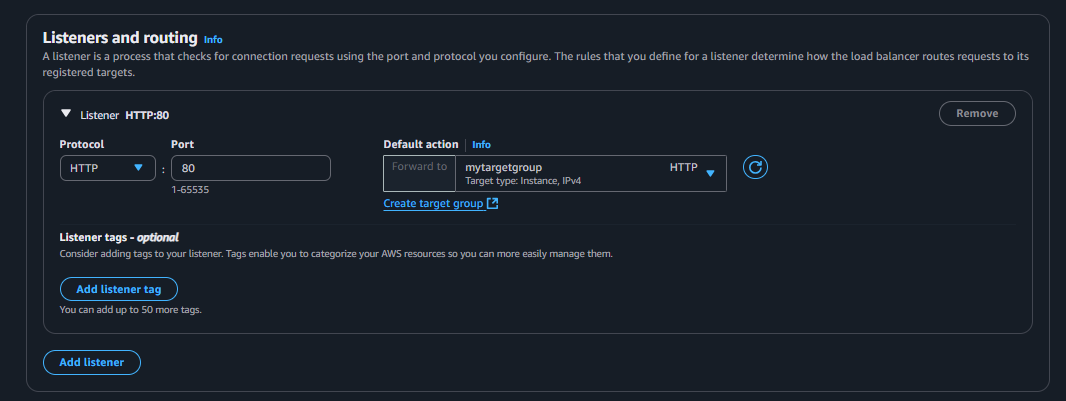 Listeners and routing Info
A listener is a process that checks for connection requests using the port and protocol you configure. The rules that you define for a listener determine how the load balancer routes requests to its
registered targets.
Listener HTTP:80
Remove
Protocol
Port
Default action
Info
HTTP
:
80
Forward to
mytargetgroup
HTTP
Target type: Instance, IPv4
1-65535
Create target group
Listener tags - optional
Consider adding tags to your listener. Tags enable you to categorize your AWS resources so you can more easily manage them.
Add listener tag
You can add up to 50 more tags.
Add listener